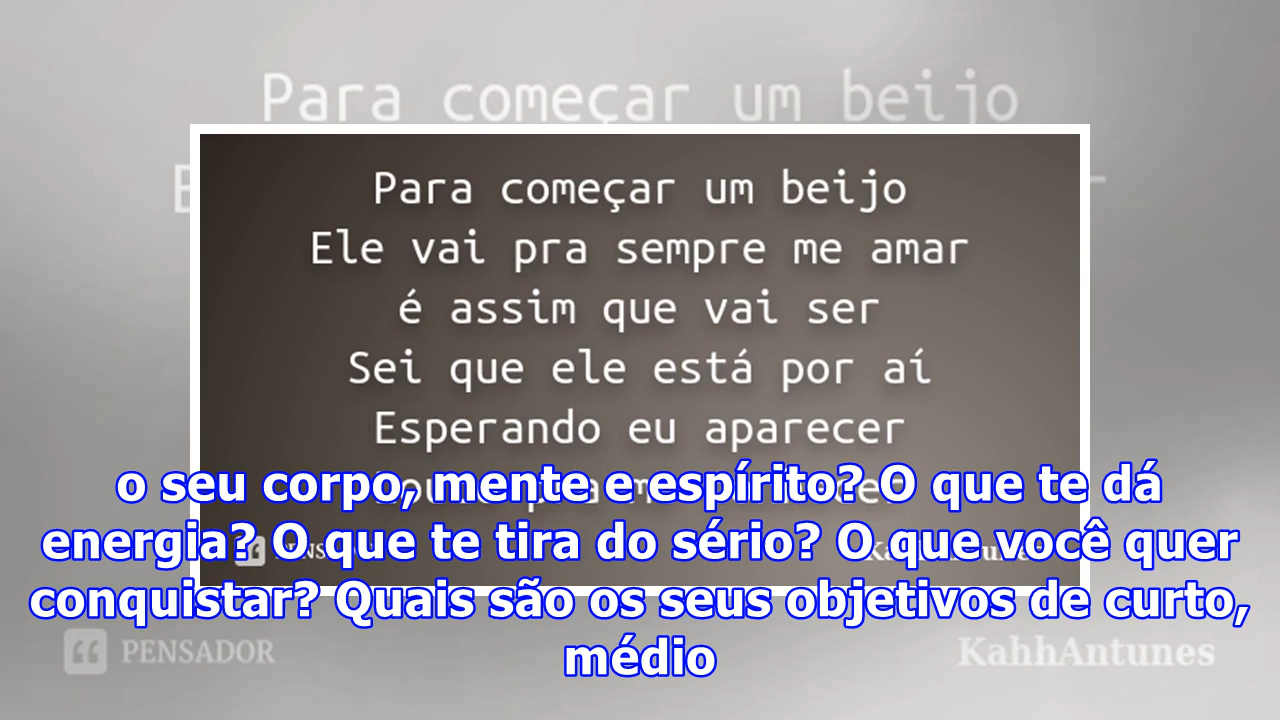 Para começar um beijo
Para começar um beijo
Ele vai pra sempre me amar
é assim que vai ser
Sei que ele está por aí
Esperando eu aparecer
o seu corpo, mente e espírito? O que te dá
energia? O que te tira do sério? O que você quer
conquistar? Quais são os seus objetivos de curto,
médio
PENSADOR
KahhAntunes